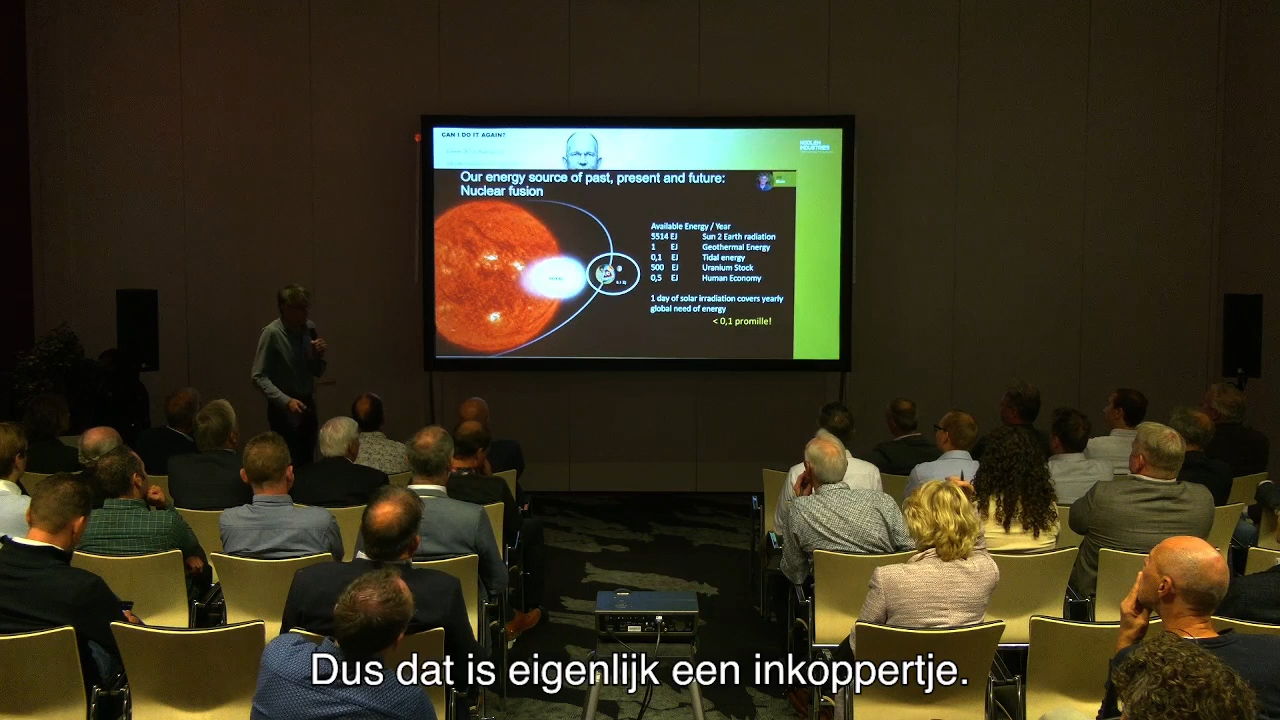 CAN I DO IT AGAIN?
KOOLEN
INDUSTRIES
Our energy source of past, present and future:
Nuclear fusion
Available Energy / Year
5514 EJ Sun 2 Earth radiation
1 EJ Geothermal Energy
0,1 EJ Tidal energy
500 EJ Uranium Stock
0,5 EJ Human Economy
1 day of solar irradiation covers yearly
global need of energy
< 0,1 promille!
Dus dat is eigenlijk een inkoppertje.